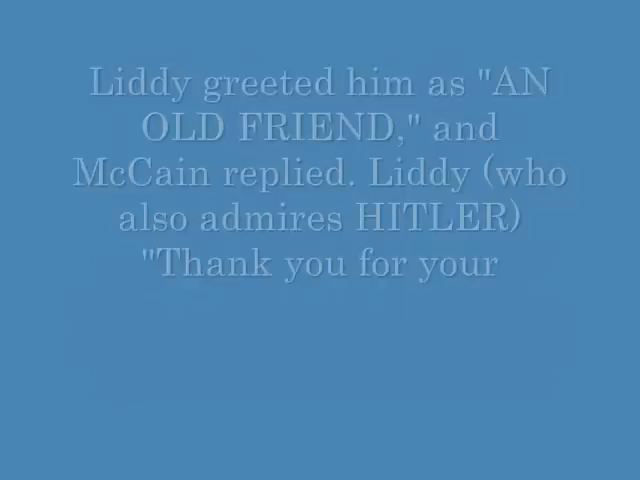 Liddy greeted him as "AN
OLD FRIEND," and
McCain replied. Liddy (who
also admires HITLER)
"Thank you for your